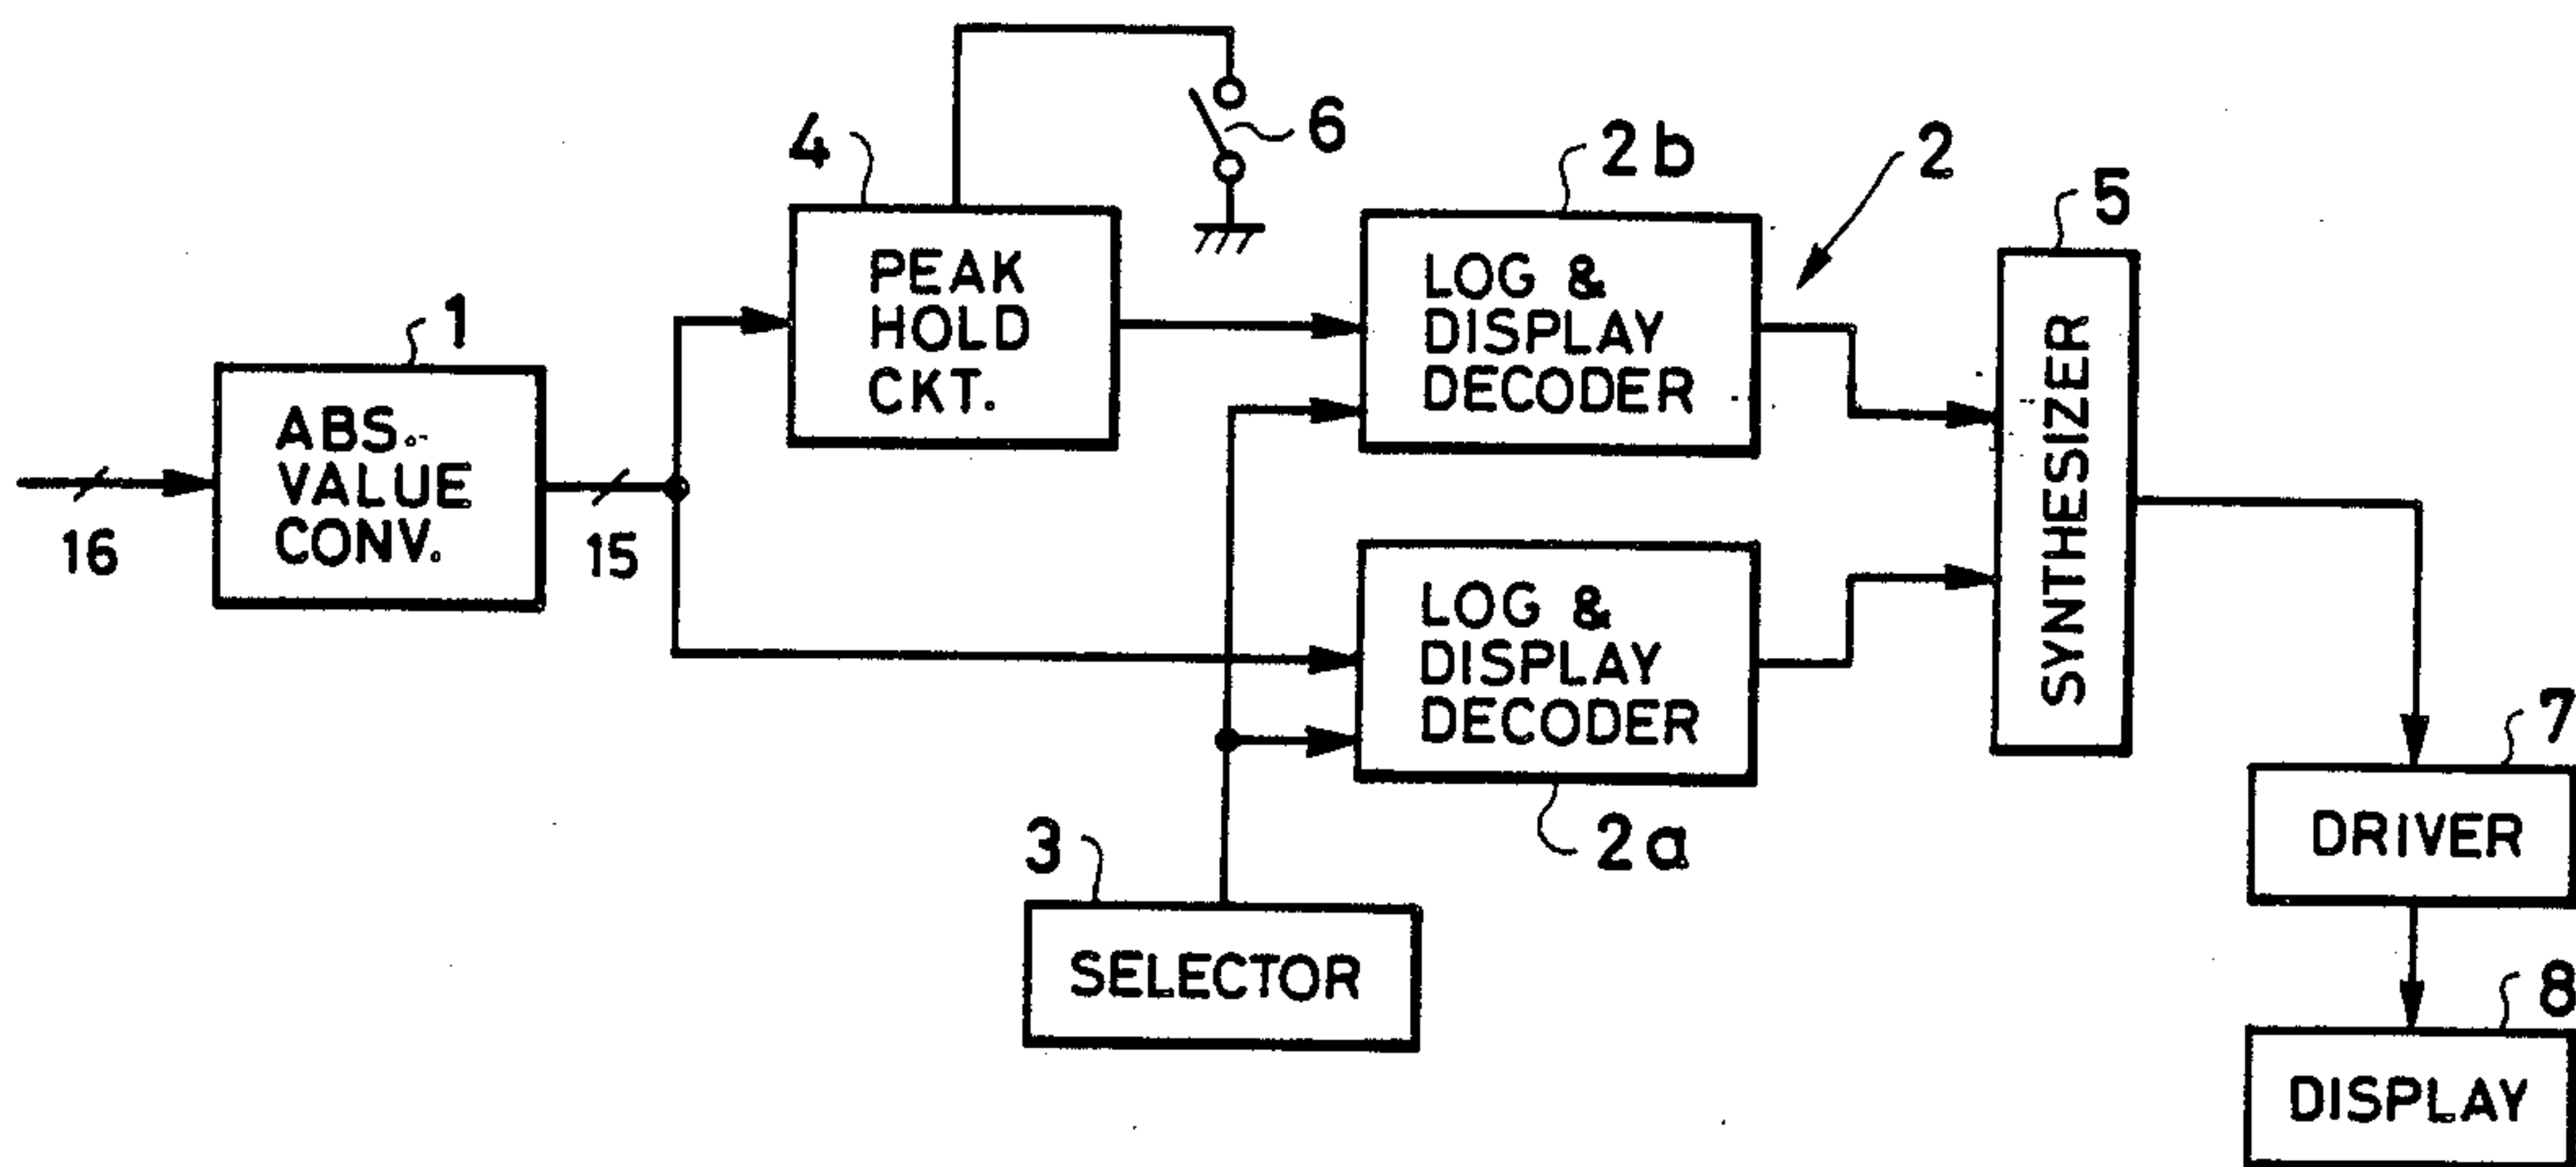 6
4
2b
2
5
PEAK
HOLD
CKT.
LOG &
DISPLAY
DECODER
1
ABS.
VALUE
CONV.
16
15
SYNTHESIZER
LOG &
DISPLAY
DECODER
2a
3
SELECTOR
7
DRIVER
8
DISPLAY